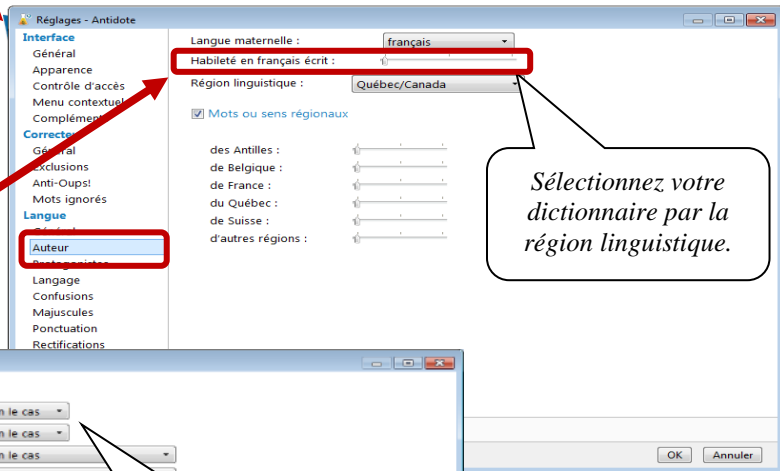 Réglages - Antidote
Interface
Général
Apparence
Contrôle d'accès
Menu contextuel
Complément
Correcteu
Général
Exclusions
Anti-Oups!
Mots ignorés
Langue
Auteur
Langage
Confusions
Majuscules
Ponctuation
Rectifications
Langue maternelle : français
Habileté en français écrit :
Région linguistique : Québec/Canada
Mots ou sens régionaux
des Antilles :
de Belgique :
de France :
du Québec :
de Suisse :
d'autres régions :
Sélectionnez votre
dictionnaire par la
région linguistique.
n le cas
n le cas
n le cas
OK Annuler